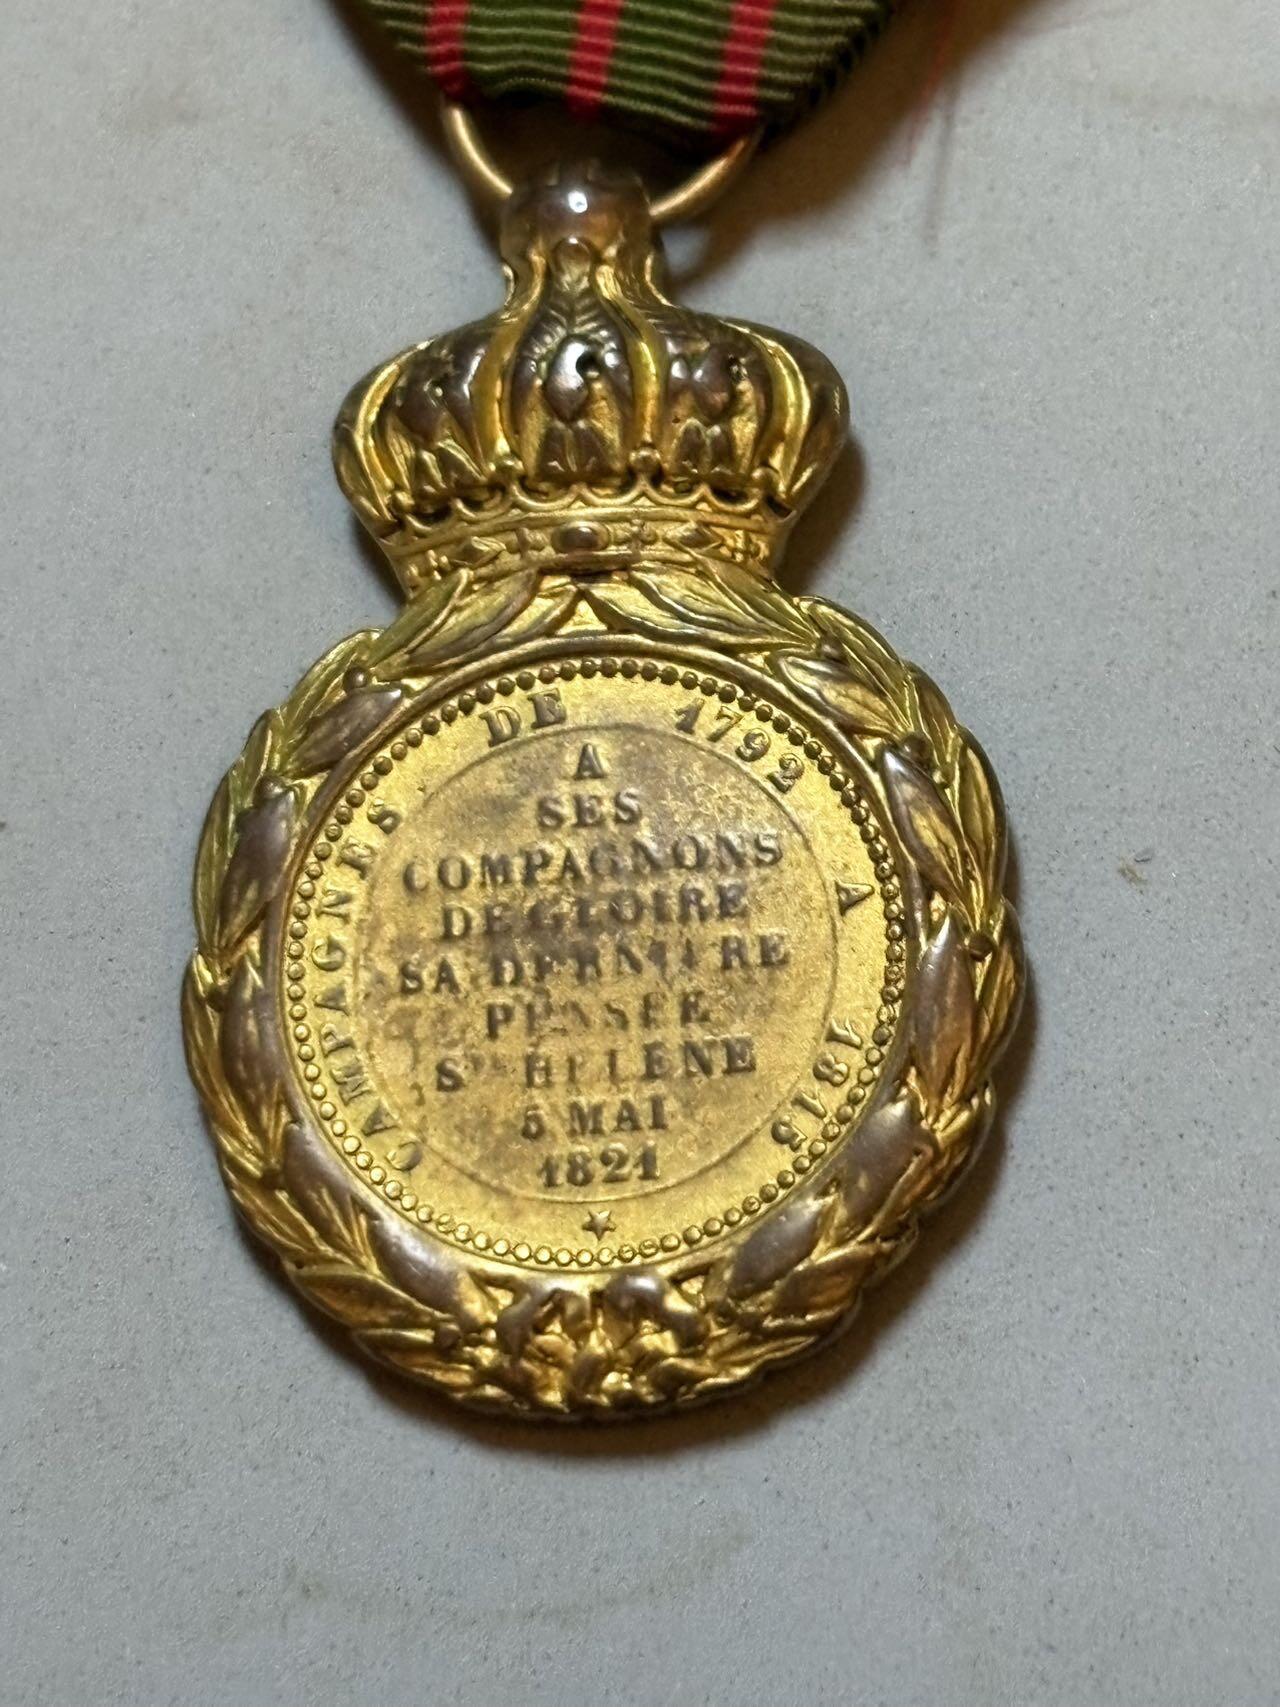 CAMPAGNES DE 1792 A 1815
A
SES
COMPAGNONS
DE GLOIRE
SA DERNIERE
PENSEE
STE HELENE
5 MAI
1821